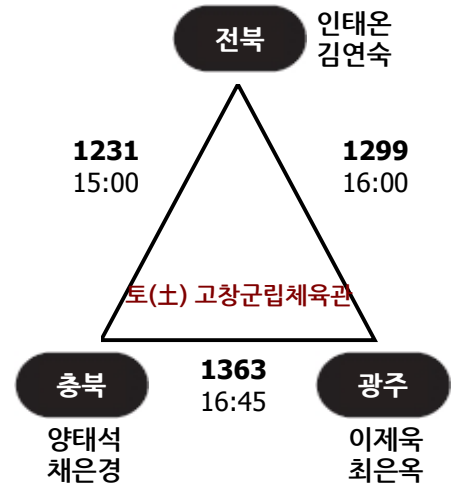 전북
인태온
김연숙
1231
15:00
1299
16:00
토(土) 고창군립체육관
충북
1363
16:45
광주
양태석
채은경
이제욱
최은옥